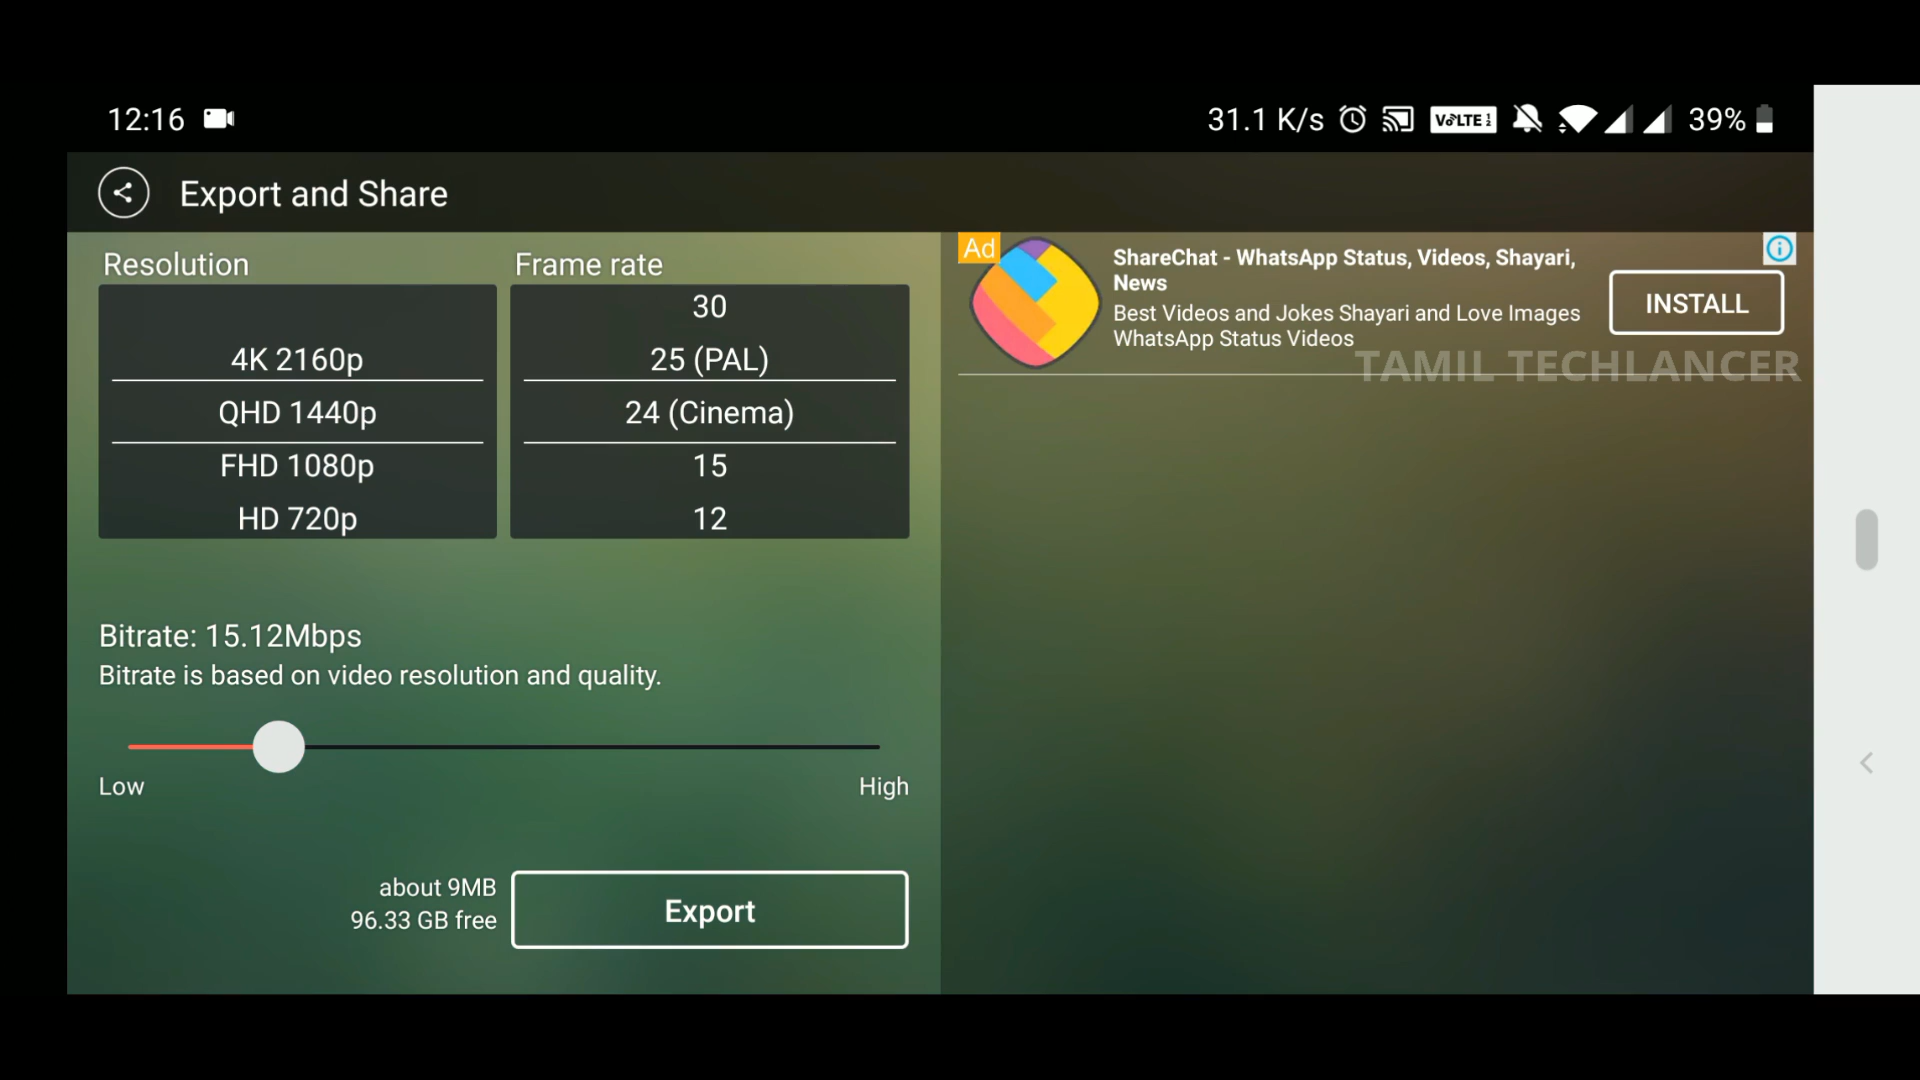 12:16
31.1 K/s
VoLTE
39%
Export and Share
Resolution
Frame rate
4K 2160p
QHD 1440p
FHD 1080p
HD 720p
30
25 (PAL)
24 (Cinema)
15
12
Bitrate: 15.12Mbps
Bitrate is based on video resolution and quality.
Low
High
about 9MB
96.33 GB free
Export
Ad
ShareChat - WhatsApp Status, Videos, Shayari,
News
Best Videos and Jokes Shayari and Love Images
WhatsApp Status Videos
INSTALL
TAMIL TECHLANCER